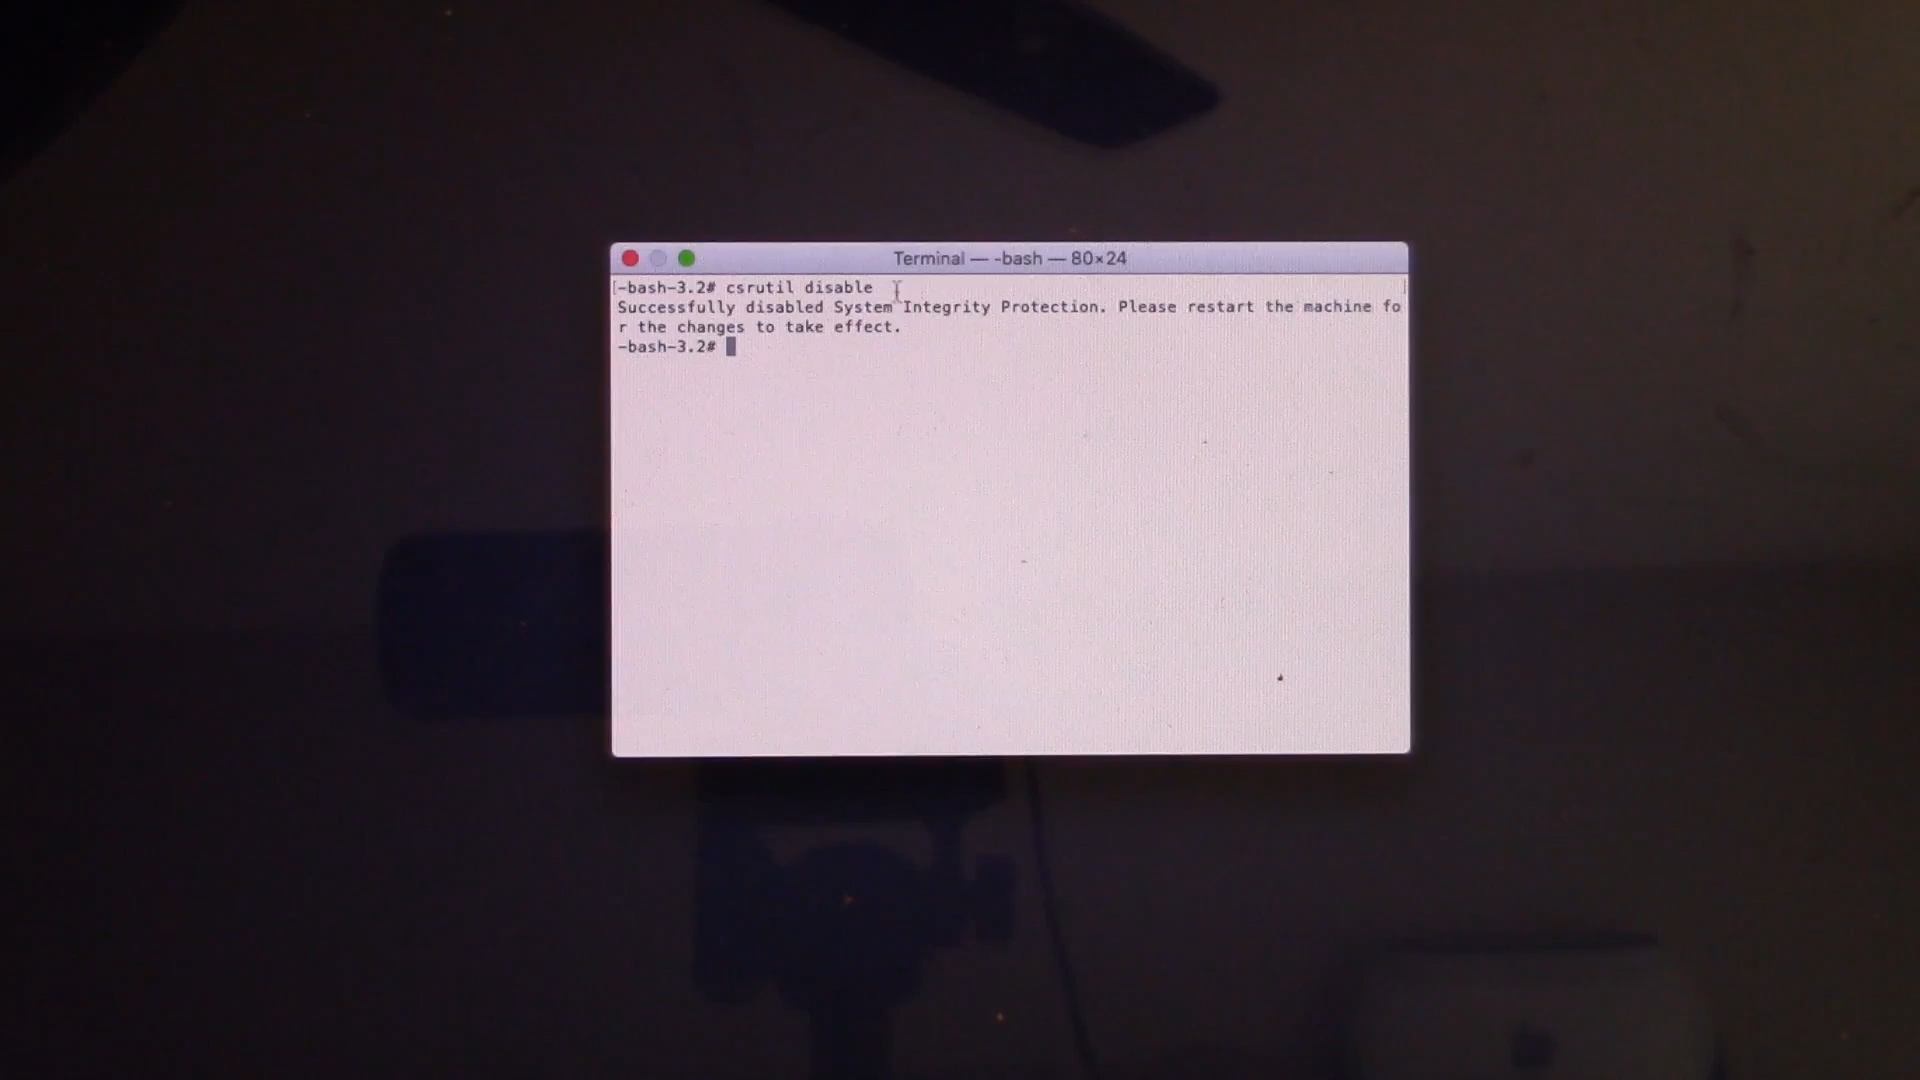 Terminal — -bash — 80×24
[-bash-3.2# csrutil disable ]
Successfully disabled System Integrity Protection. Please restart the machine fo
r the changes to take effect.
-bash-3.2#